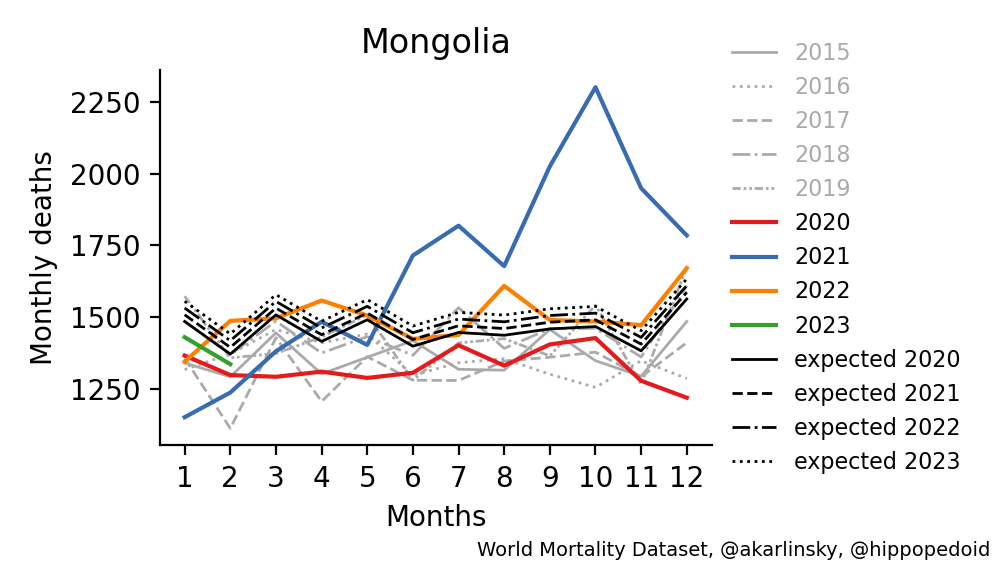 Mongolia
Monthly deaths
2250
2000
1750
1500
1250
1 2 3 4 5 6 7 8 9 10 11 12
Months
2015
2016
2017
2018
2019
2020
2021
2022
2023
expected 2020
expected 2021
expected 2022
expected 2023
World Mortality Dataset, @akarlinsky, @hippopedoid